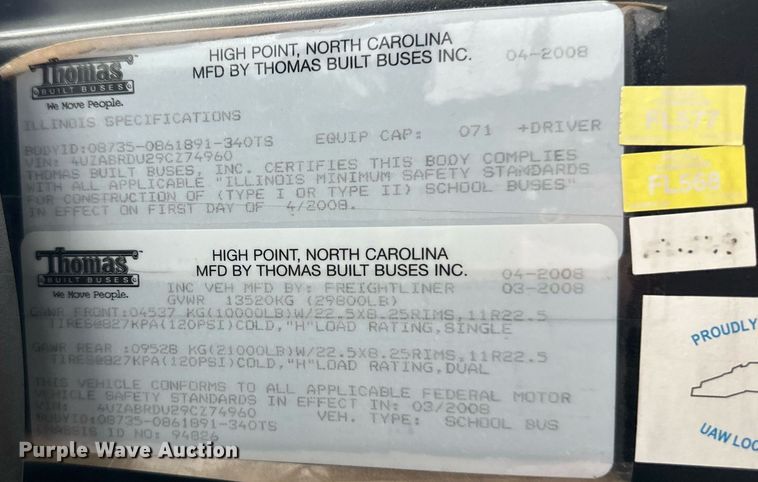 Thomas
BUILT BUSES
We Move People.
HIGH POINT, NORTH CAROLINA
MFD BY THOMAS BUILT BUSES INC.
04-2008
ILLINOIS SPECIFICATIONS
BODYID:08735-0861891-340TS EQUIP CAP: 071 +DRIVER
VIN: 4UZABRDU29CZ74960
THOMAS BUILT BUSES, INC. CERTIFIES THIS BODY COMPLIES
WITH ALL APPLICABLE "ILLINOIS MINIMUM SAFETY STANDARDS
FOR CONSTRUCTION OF (TYPE I OR TYPE II) SCHOOL BUSES"
IN EFFECT ON FIRST DAY OF 4/2008.
FL577
FL568
Thomas
BUILT BUSES
We Move People.
HIGH POINT, NORTH CAROLINA
MFD BY THOMAS BUILT BUSES INC.
04-2008
INC VEH MFD BY: FREIGHTLINER 03-2008
GVWR 13520KG (29800LB)
GAWR FRONT:04537 KG(10000LB)W/22.5X8.25RIMS,11R22.5
TIRES@827KPA(120PSI)COLD,"H"LOAD RATING,SINGLE
GAWR REAR :09528 KG(21000LB)W/22.5X8.25RIMS,11R22.5
TIRES@827KPA(120PSI)COLD,"H"LOAD RATING,DUAL
THIS VEHICLE CONFORMS TO ALL APPLICABLE FEDERAL MOTOR
VEHICLE SAFETY STANDARDS IN EFFECT IN: 03/2008
VIN: 4UZABRDU29CZ74960
BODYID:08735-0861891-340TS VEH. TYPE: SCHOOL BUS
CHASSIS ID NO: 94826
PROUDLY
UAW LOC
Purple Wave Auction